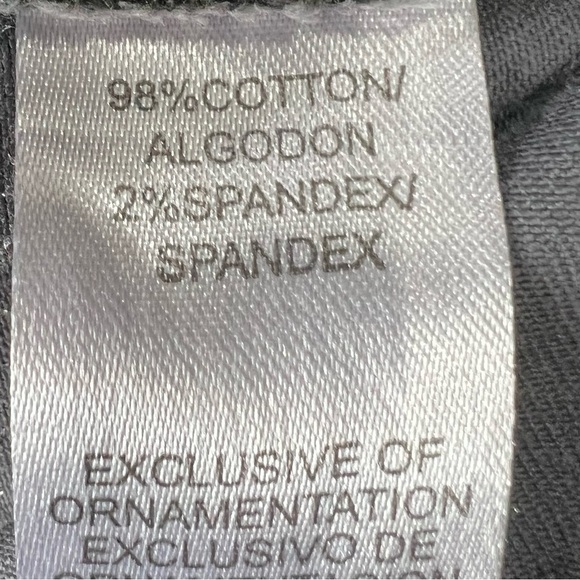 98%COTTON/
ALGODON
2%SPANDEX/
SPANDEX
EXCLUSIVE OF
ORNAMENTATION
EXCLUSIVO DE